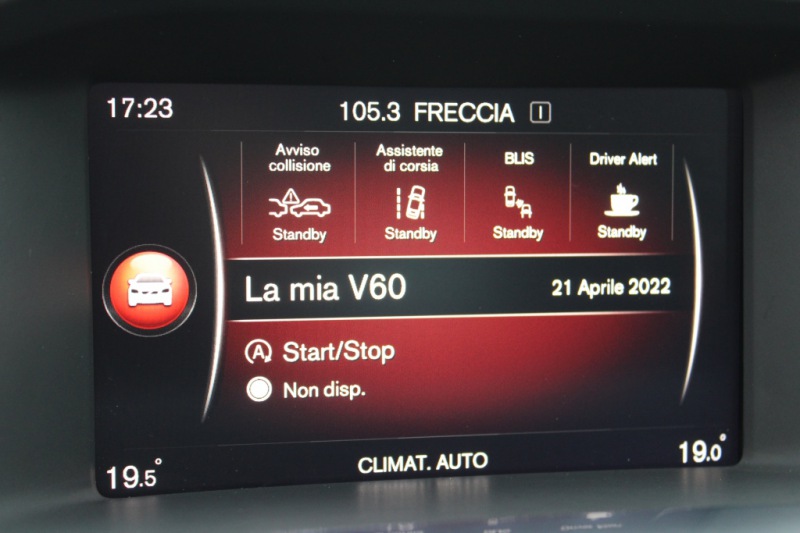 17:23
105.3 FRECCIA I
Avviso
collisione
Standby
Assistente
di corsia
Standby
BLIS
Standby
Driver Alert
Standby
La mia V60
21 Aprile 2022
A Start/Stop
Non disp.
19.5°
CLIMAT. AUTO
19.0°